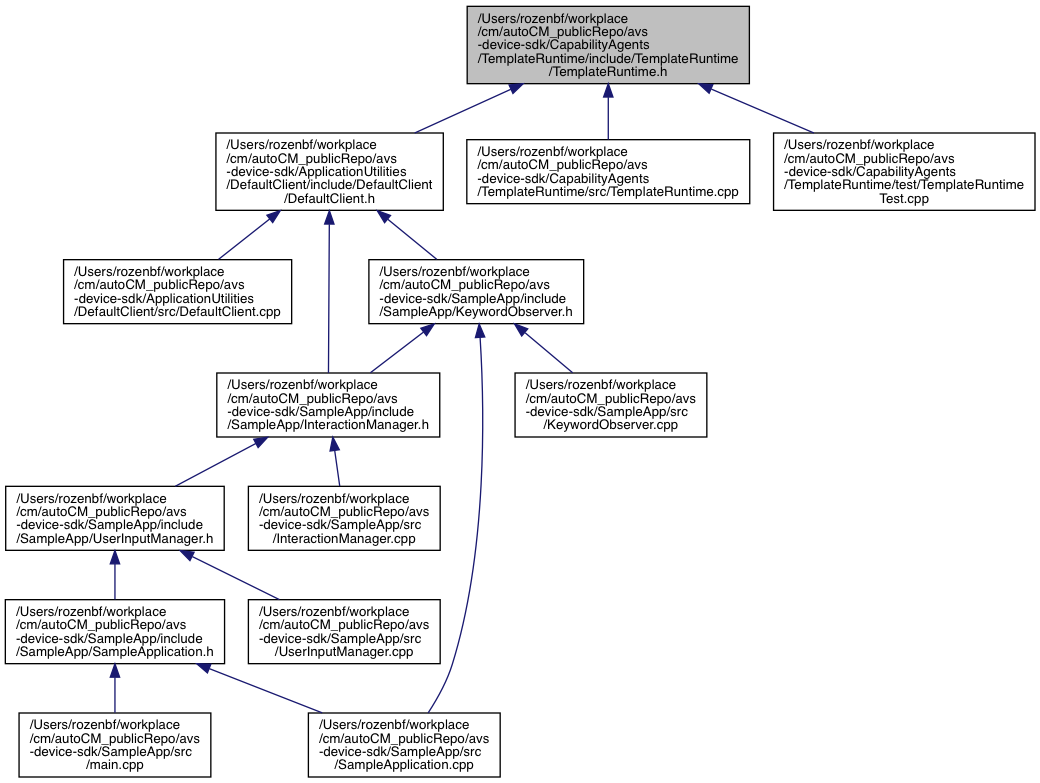 /Users/rozenbf/workplace
/cm/autoCM_publicRepo/avs
-device-sdk/CapabilityAgents
/TemplateRuntime/include/TemplateRuntime
/TemplateRuntime.h
/Users/rozenbf/workplace
/cm/autoCM_publicRepo/avs
-device-sdk/ApplicationUtilities
/DefaultClient/include/DefaultClient
/DefaultClient.h
/Users/rozenbf/workplace
/cm/autoCM_publicRepo/avs
-device-sdk/CapabilityAgents
/TemplateRuntime/src/TemplateRuntime.cpp
/Users/rozenbf/workplace
/cm/autoCM_publicRepo/avs
-device-sdk/CapabilityAgents
/TemplateRuntime/test/TemplateRuntime
Test.cpp
/Users/rozenbf/workplace
/cm/autoCM_publicRepo/avs
-device-sdk/ApplicationUtilities
/DefaultClient/src/DefaultClient.cpp
/Users/rozenbf/workplace
/cm/autoCM_publicRepo/avs
-device-sdk/SampleApp/include
/SampleApp/KeywordObserver.h
/Users/rozenbf/workplace
/cm/autoCM_publicRepo/avs
-device-sdk/SampleApp/include
/SampleApp/InteractionManager.h
/Users/rozenbf/workplace
/cm/autoCM_publicRepo/avs
-device-sdk/SampleApp/src
/KeywordObserver.cpp
/Users/rozenbf/workplace
/cm/autoCM_publicRepo/avs
-device-sdk/SampleApp/include
/SampleApp/UserInputManager.h
/Users/rozenbf/workplace
/cm/autoCM_publicRepo/avs
-device-sdk/SampleApp/src
/InteractionManager.cpp
/Users/rozenbf/workplace
/cm/autoCM_publicRepo/avs
-device-sdk/SampleApp/include
/SampleApp/SampleApplication.h
/Users/rozenbf/workplace
/cm/autoCM_publicRepo/avs
-device-sdk/SampleApp/src
/UserInputManager.cpp
/Users/rozenbf/workplace
/cm/autoCM_publicRepo/avs
-device-sdk/SampleApp/src
/main.cpp
/Users/rozenbf/workplace
/cm/autoCM_publicRepo/avs
-device-sdk/SampleApp/src
/SampleApplication.cpp